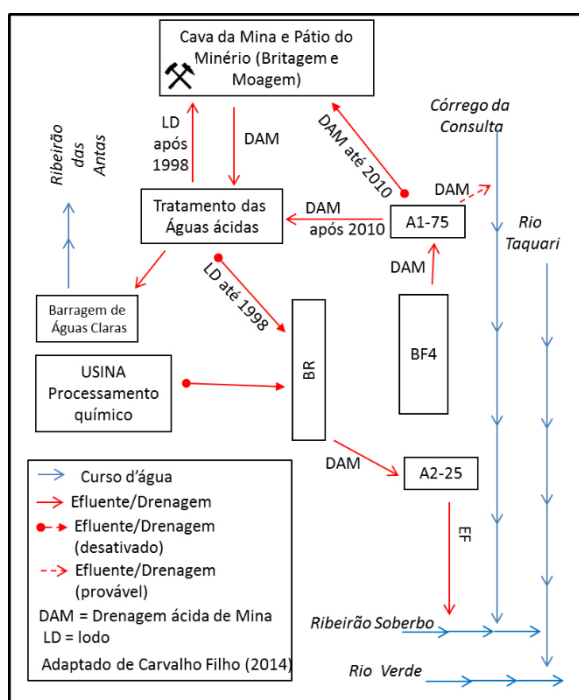 Cava da Mina e Pátio do
Minério (Britagem e
Moagem)
Córrego da
Consulta
Ribeirão
das
Antas
LD
após
1998
DAM
DAM até 2010
DAM
Rio
Taquari
Tratamento das
Águas ácidas
DAM
após 2010
A1-75
DAM
LD até 1998
Barragem de
Águas Claras
BR
BF4
USINA
Processamento
químico
DAM
A2-25
EF
Curso d'água
Efluente/Drenagem
Efluente/Drenagem
(desativado)
Efluente/Drenagem
(provável)
DAM = Drenagem ácida de Mina
LD = lodo
Adaptado de Carvalho Filho (2014)
Ribeirão Soberbo
Rio Verde